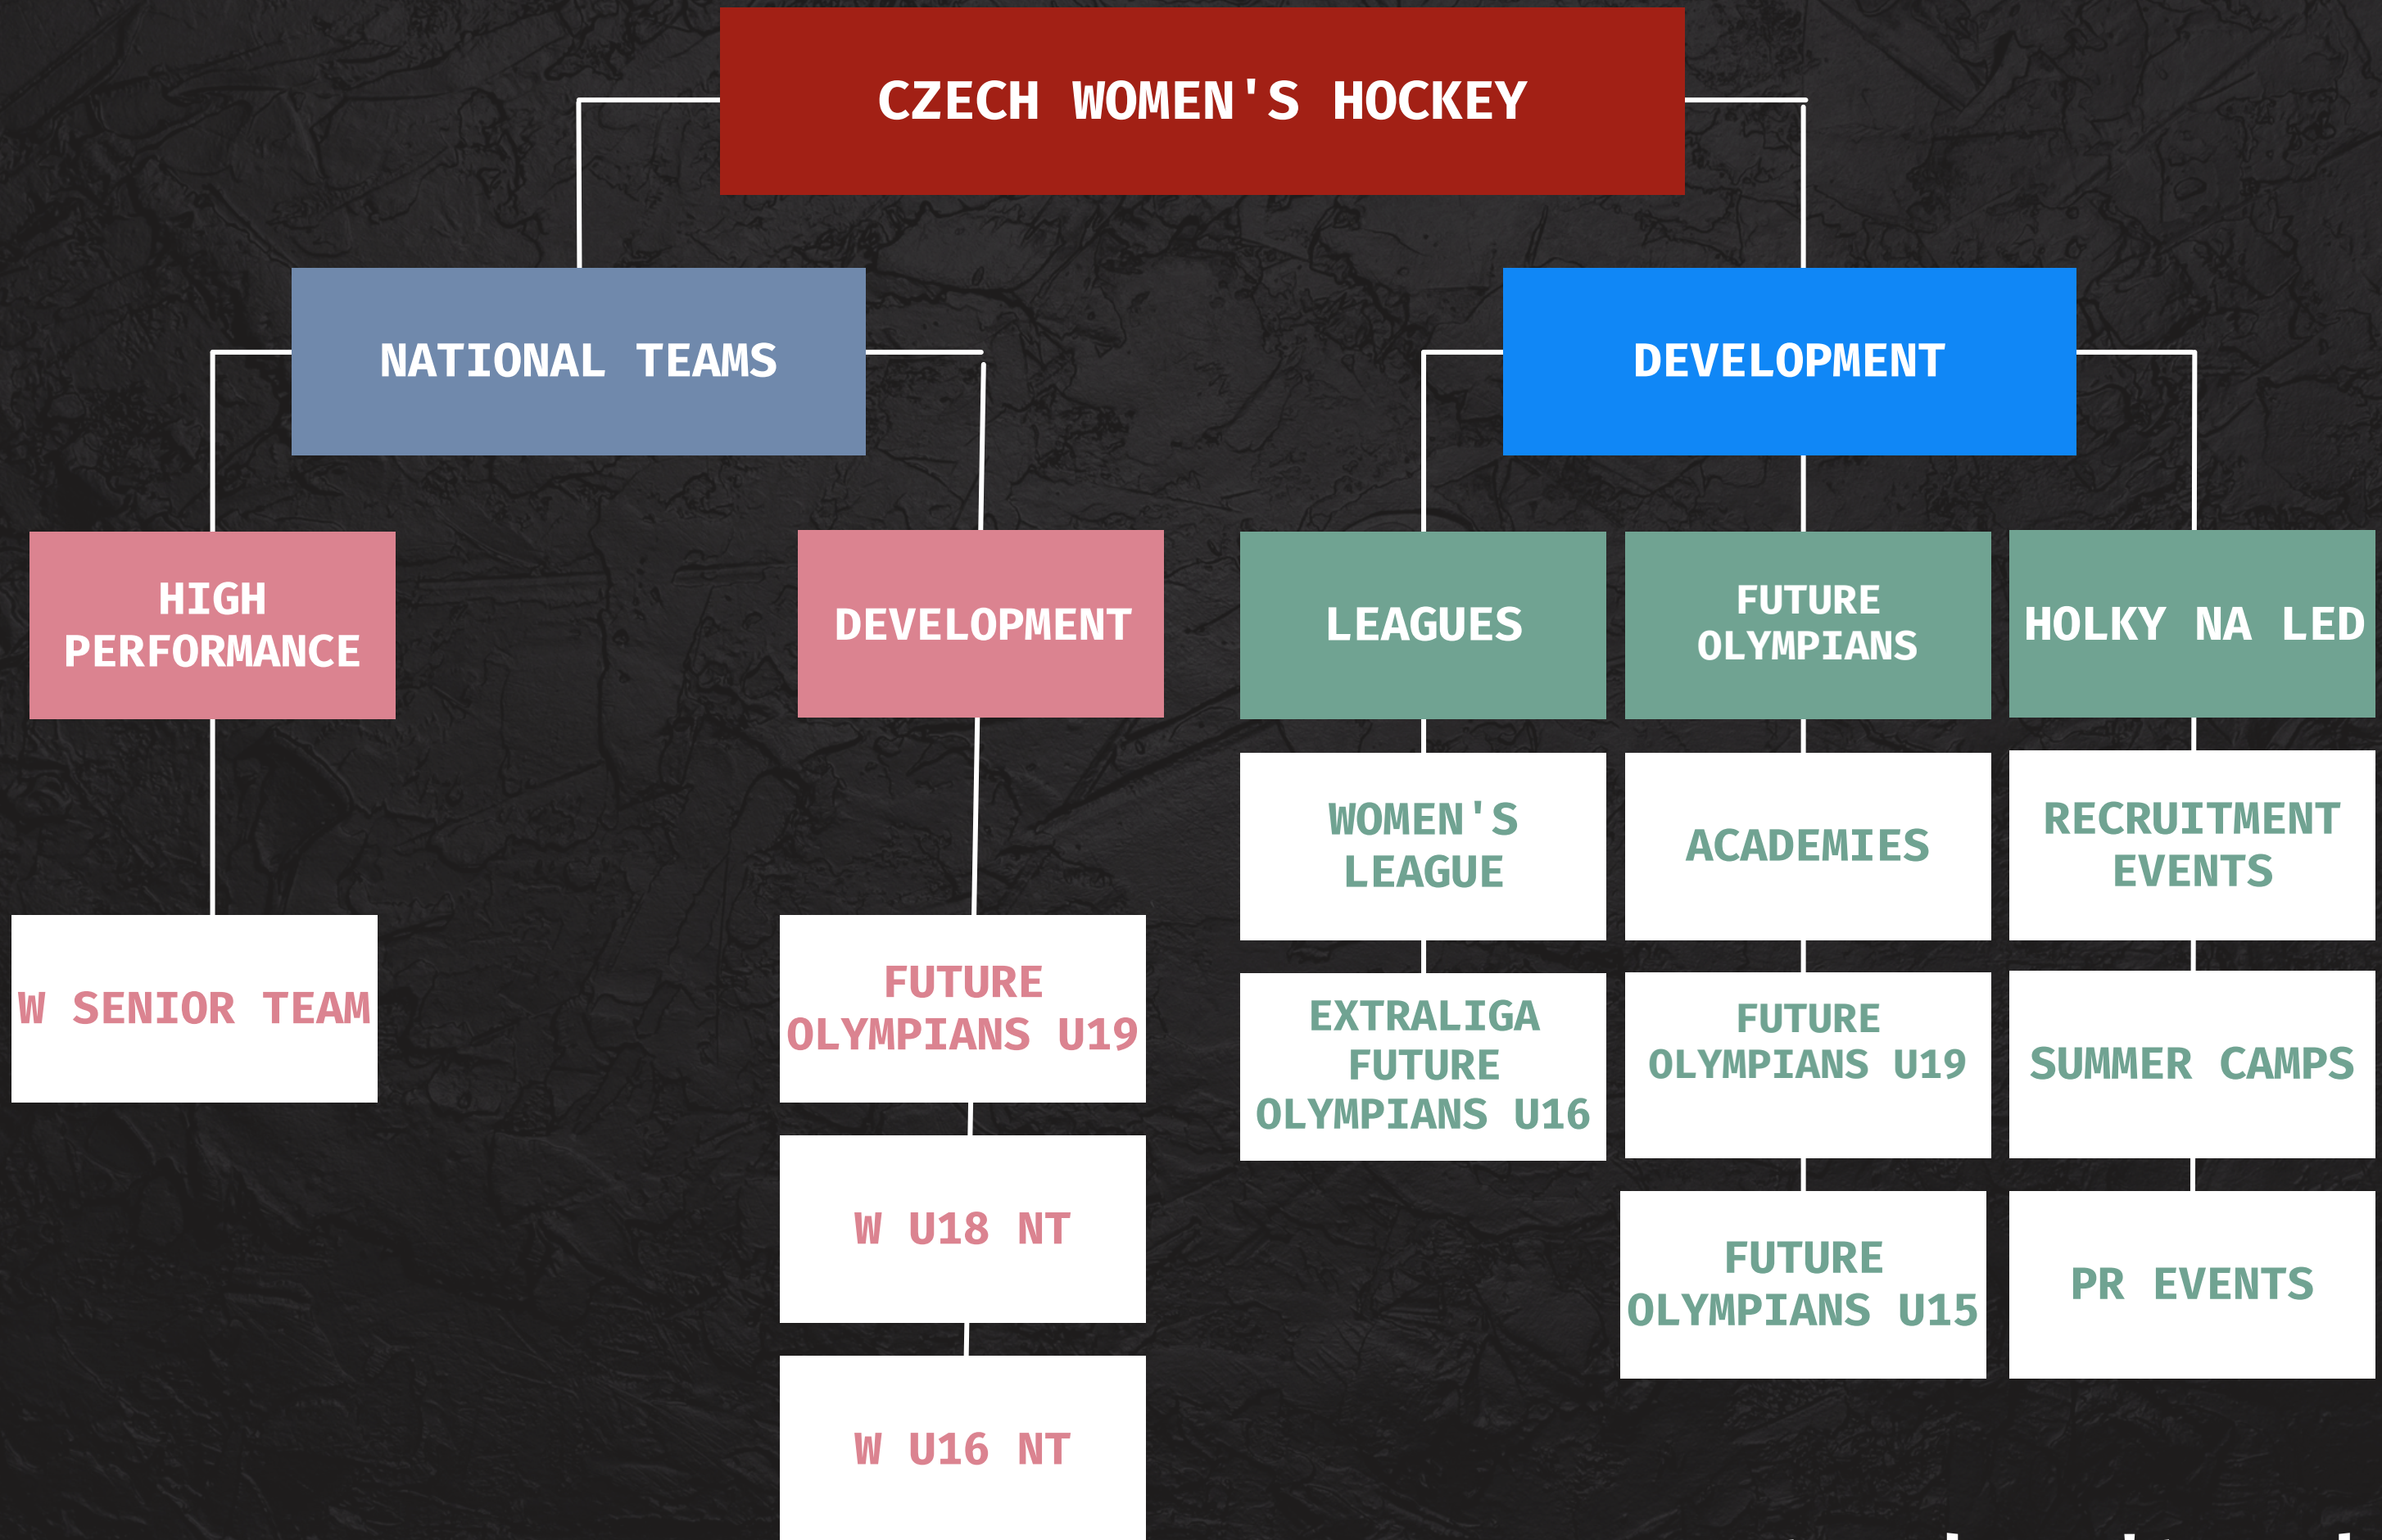 CZECH WOMEN'S HOCKEY
NATIONAL TEAMS
DEVELOPMENT
HIGH
PERFORMANCE
DEVELOPMENT
LEAGUES
FUTURE
OLYMPIANS
HOLKY NA LED
W SENIOR TEAM
FUTURE
OLYMPIANS U19
W U18 NT
W U16 NT
WOMEN'S
LEAGUE
EXTRALIGA
FUTURE
OLYMPIANS U16
ACADEMIES
FUTURE
OLYMPIANS U19
FUTURE
OLYMPIANS U15
RECRUITMENT
EVENTS
SUMMER CAMPS
PR EVENTS